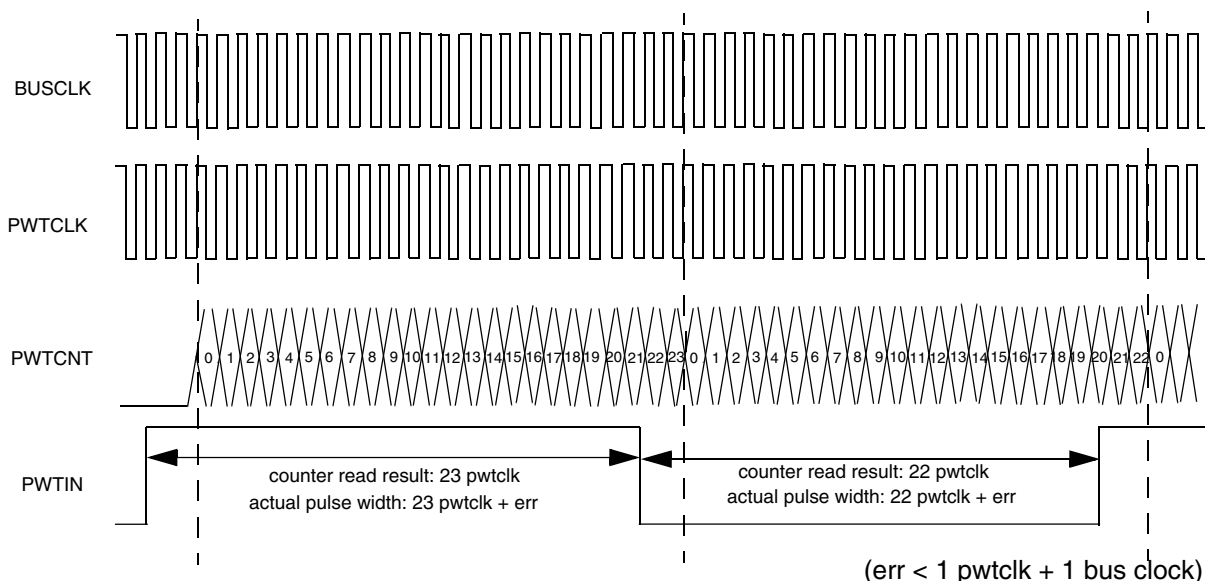 BUSCLK
PWTCLK
PWTCNT
0 1 2 3 4 5 6 7 8 9 10 11 12 13 14 15 16 17 18 19 20 21 22 23 0 1 2 3 4 5 6 7 8 9 10 11 12 13 14 15 16 17 18 19 20 21 22 0
PWTIN
counter read result: 23 pwtclk
actual pulse width: 23 pwtclk + err
counter read result: 22 pwtclk
actual pulse width: 22 pwtclk + err
(err < 1 pwtclk + 1 bus clock)